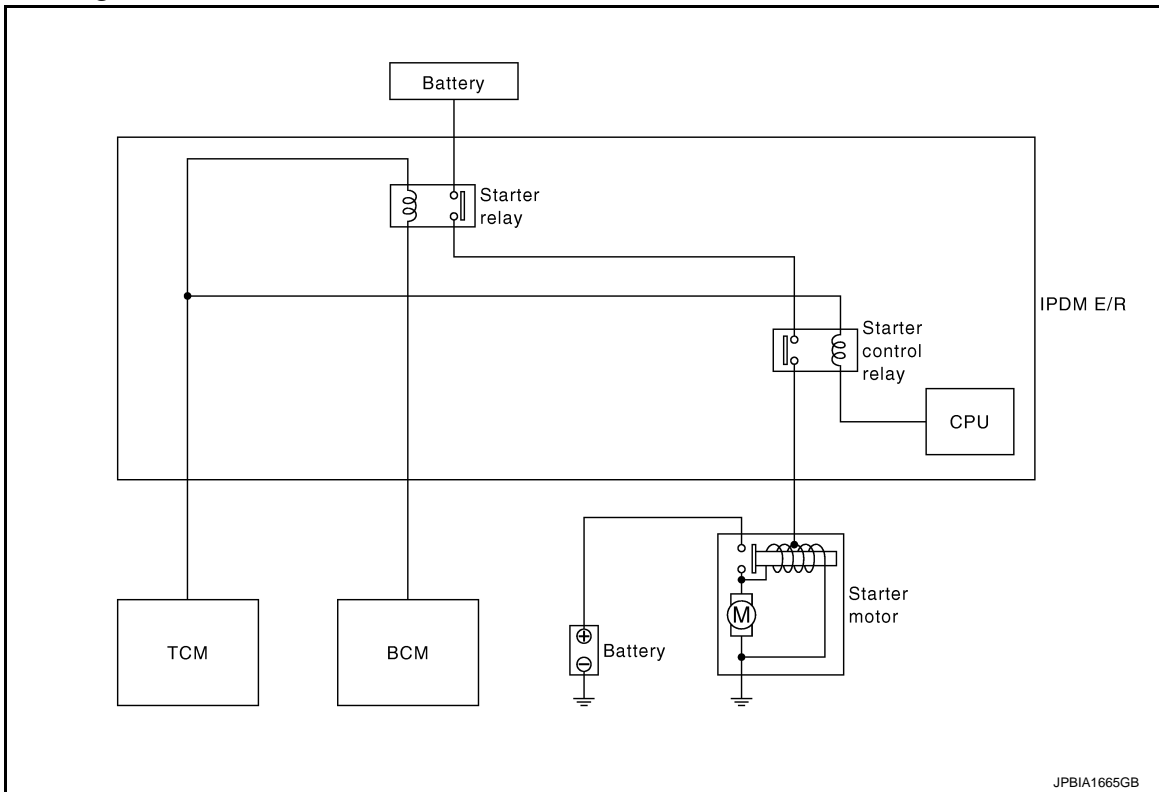 Battery
Starter
relay
IPDM E/R
Starter
control
relay
CPU
TCM
BCM
Battery
M
Starter
motor
JPBIA1665GB